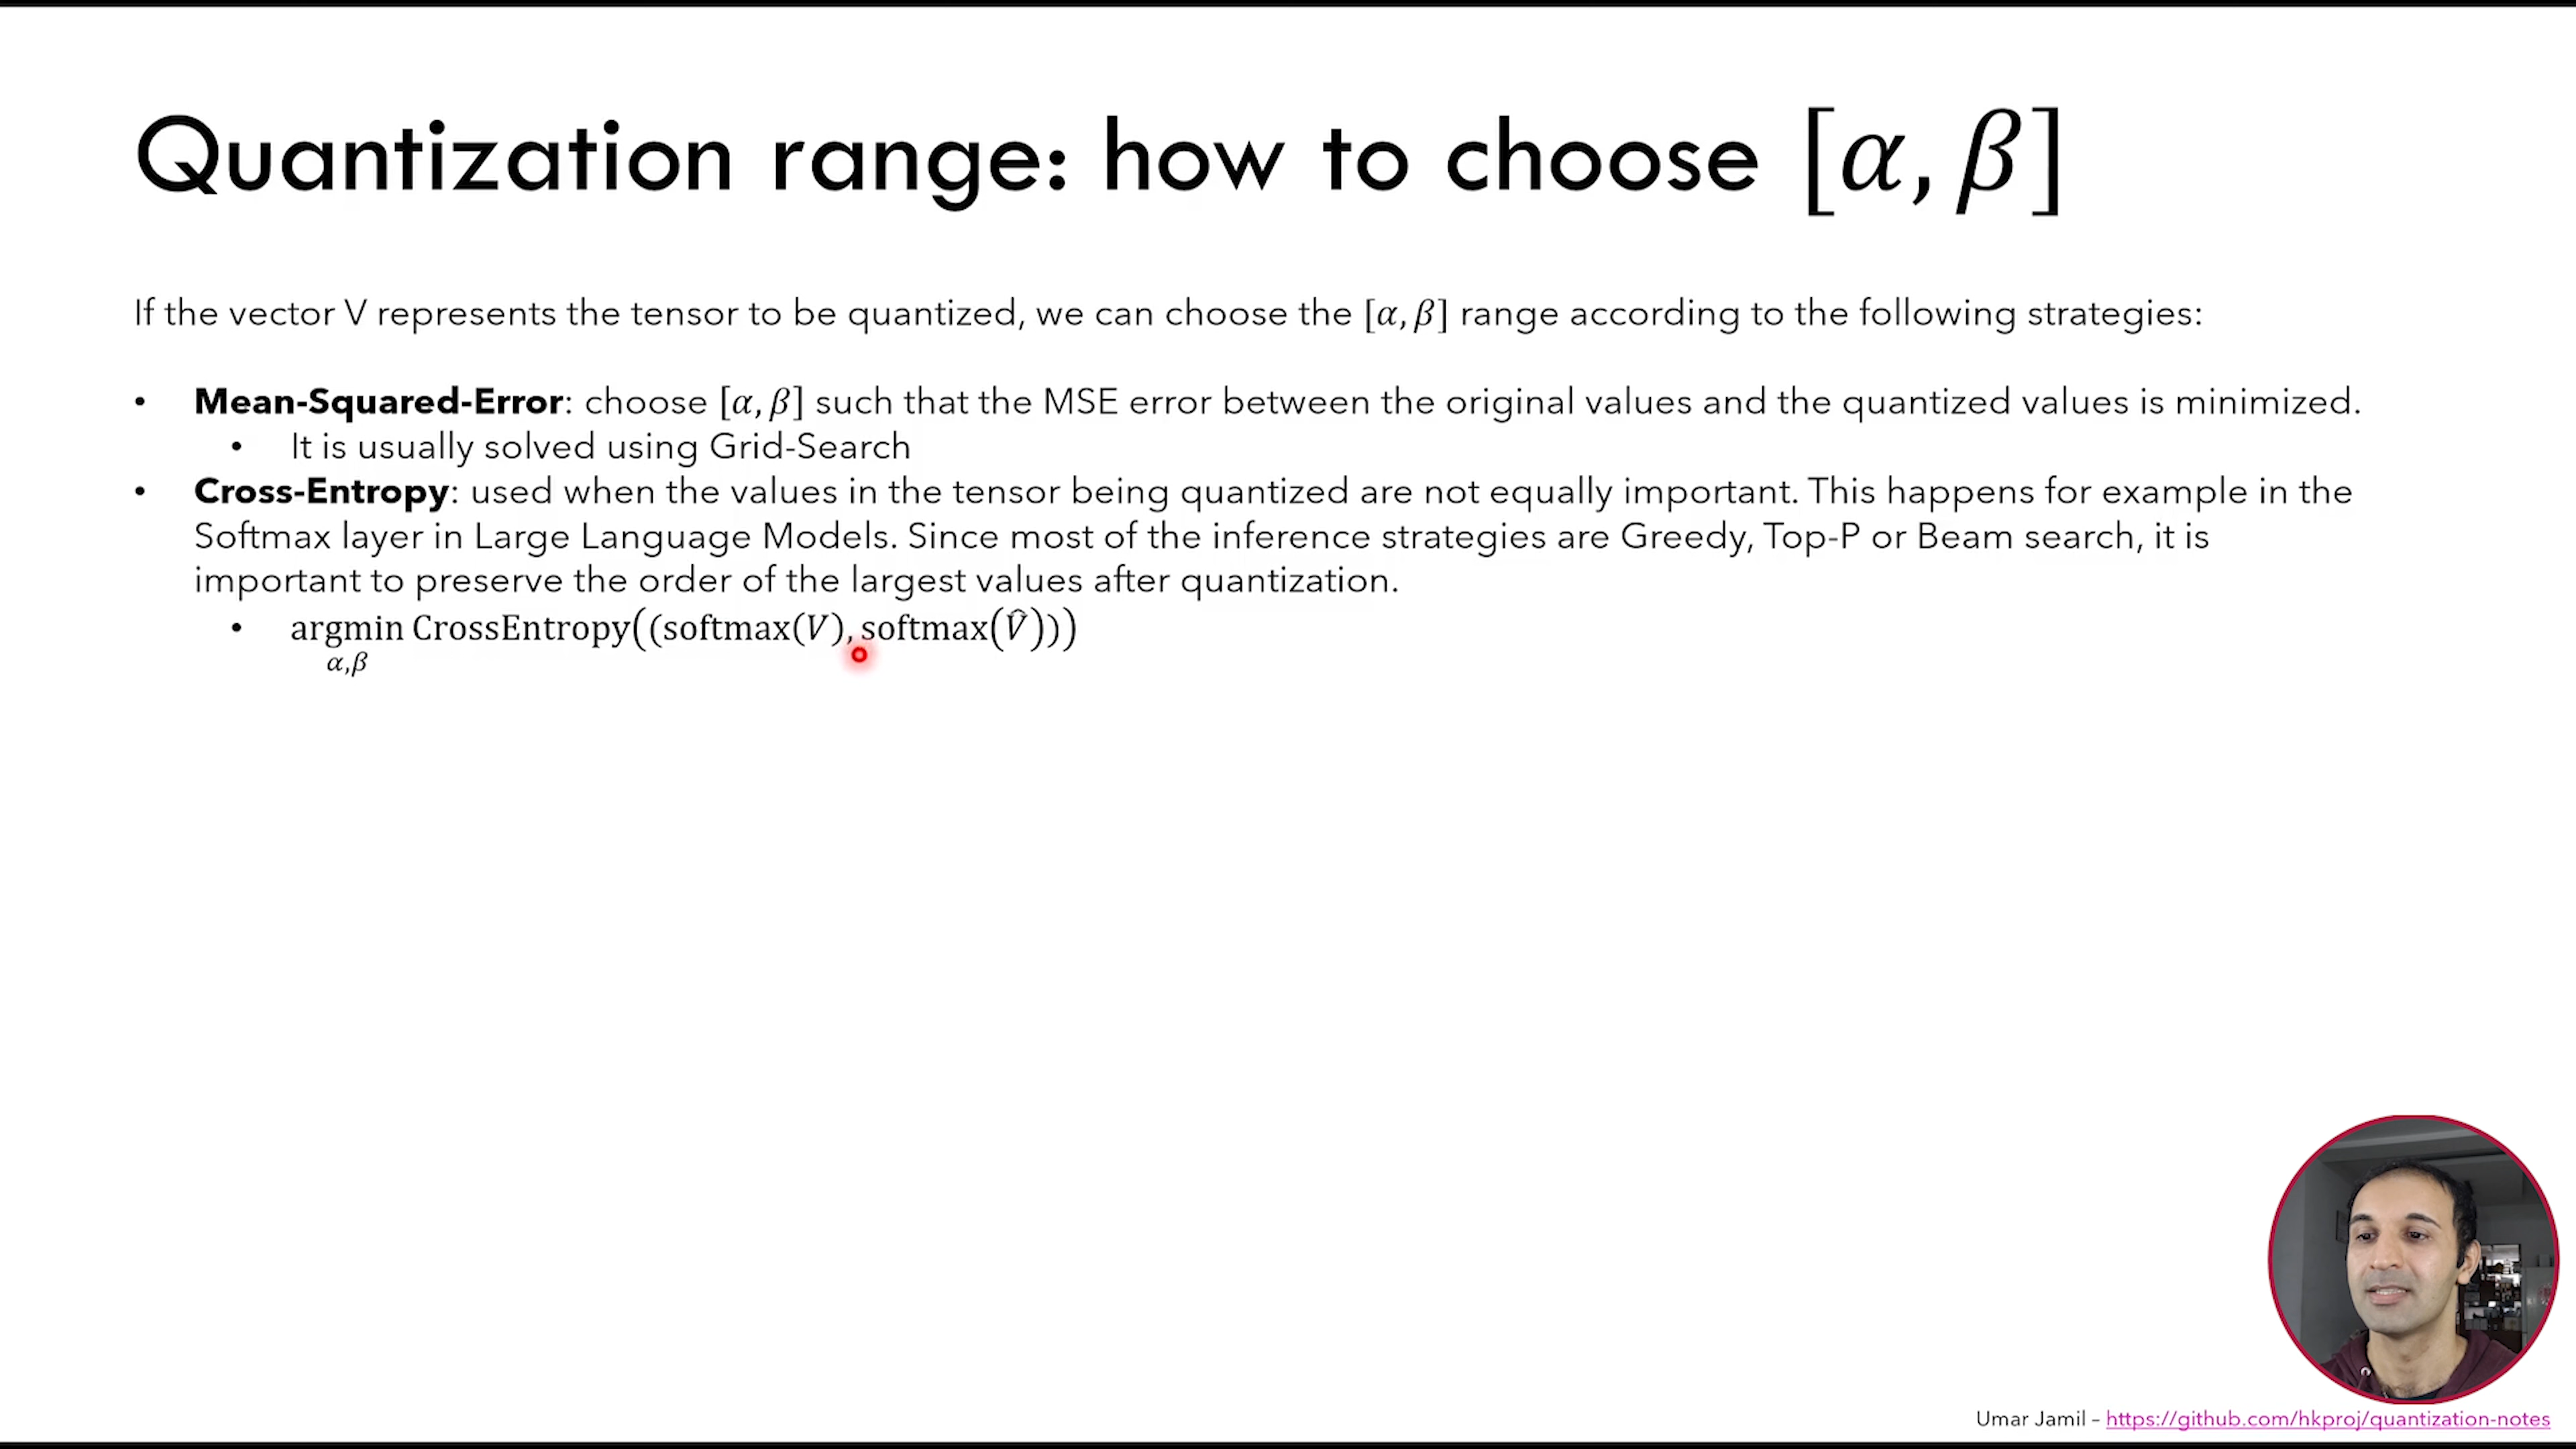 Quantization range: how to choose [α, β]
If the vector V represents the tensor to be quantized, we can choose the [α, β] range according to the following strategies:
• Mean-Squared-Error: choose [α, β] such that the MSE error between the original values and the quantized values is minimized.
• It is usually solved using Grid-Search
• Cross-Entropy: used when the values in the tensor being quantized are not equally important. This happens for example in the
Softmax layer in Large Language Models. Since most of the inference strategies are Greedy, Top-P or Beam search, it is
important to preserve the order of the largest values after quantization.
• argmin CrossEntropy((softmax(V), softmax(V̂)))
α,β
Umar Jamil – https://github.com/hkproj/quantization-notes